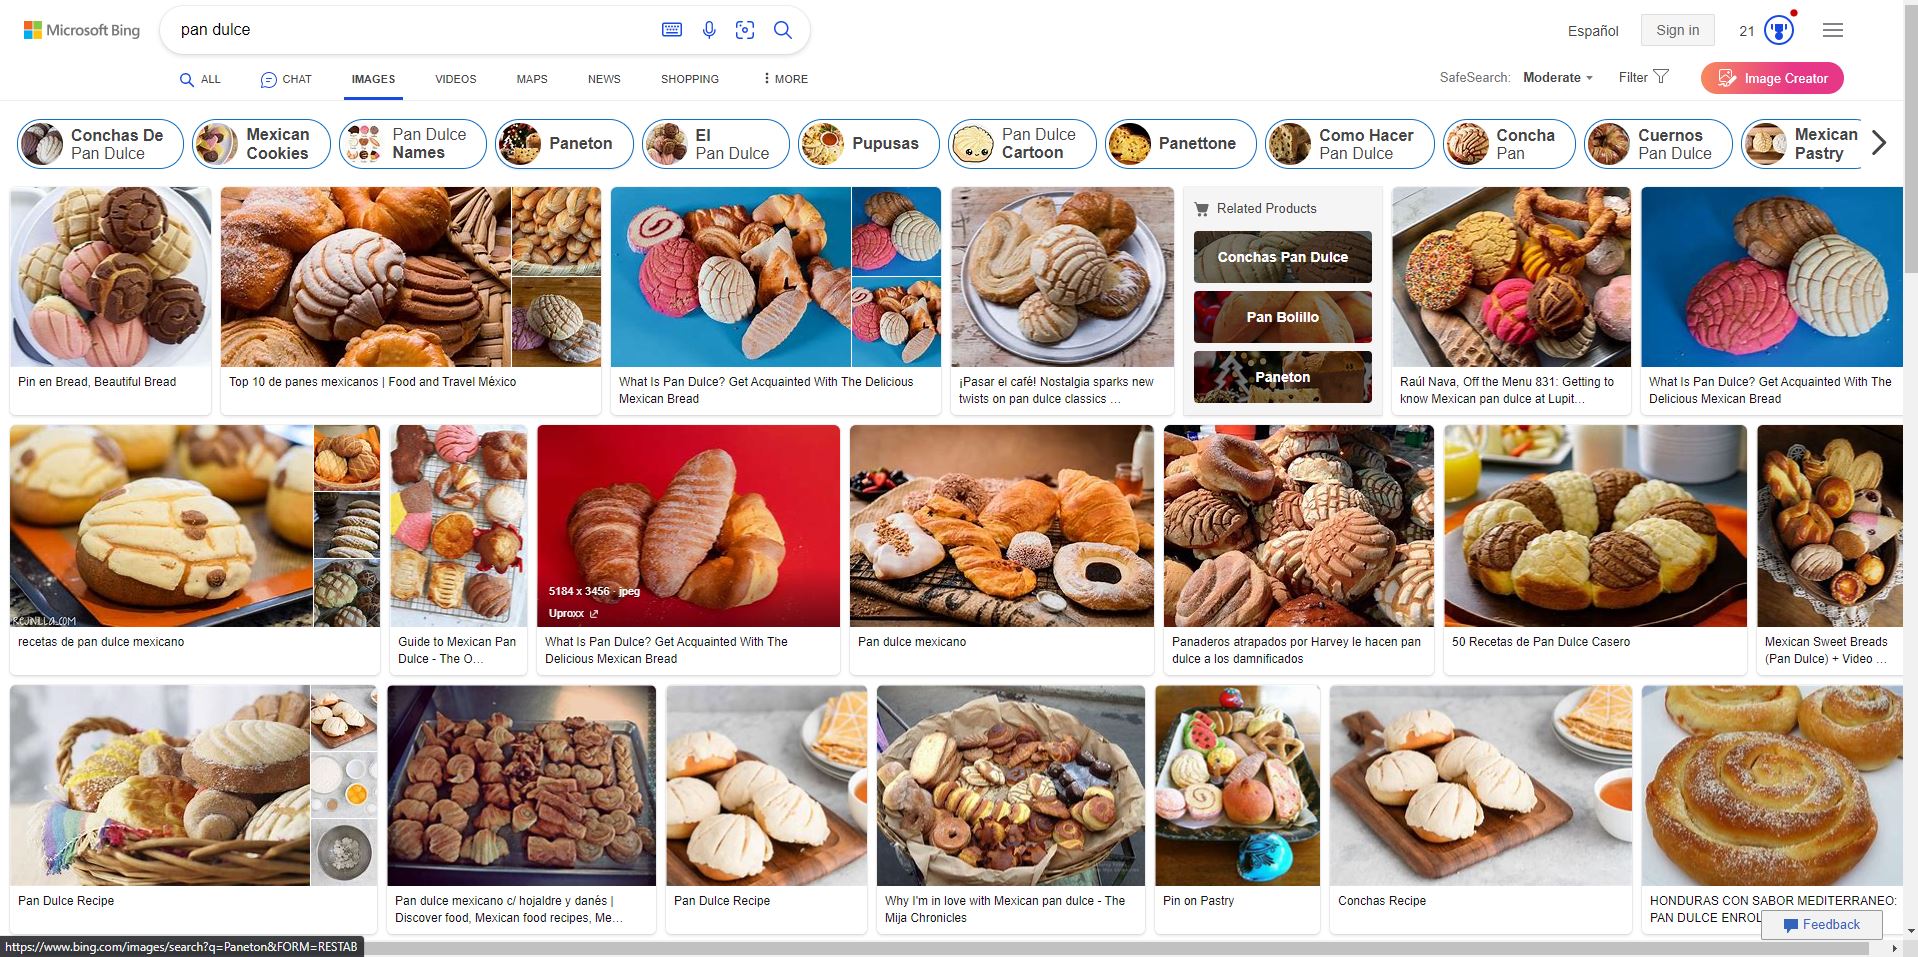 Microsoft Bing
pan dulce
Español
Sign in
21
ALL
CHAT
IMAGES
VIDEOS
MAPS
NEWS
SHOPPING
MORE
SafeSearch: Moderate
Filter
Image Creator
Conchas De
Pan Dulce
Mexican
Cookies
Pan Dulce
Names
Paneton
El
Pan Dulce
Pupusas
Pan Dulce
Cartoon
Panettone
Como Hacer
Pan Dulce
Concha
Pan
Cuernos
Pan Dulce
Mexican
Pastry
Pin en Bread, Beautiful Bread
Top 10 de panes mexicanos | Food and Travel México
What Is Pan Dulce? Get Acquainted With The Delicious
Mexican Bread
¡Pasar el café! Nostalgia sparks new
twists on pan dulce classics ...
Related Products
Conchas Pan Dulce
Pan Bolillo
Paneton
Raúl Nava, Off the Menu 831: Getting to
know Mexican pan dulce at Lupit...
What Is Pan Dulce? Get Acquainted With The
Delicious Mexican Bread
REJINILLA.COM
recetas de pan dulce mexicano
Guide to Mexican Pan
Dulce - The O...
5184 x 3456 · jpeg
Uproxx
What Is Pan Dulce? Get Acquainted With The
Delicious Mexican Bread
Pan dulce mexicano
Panaderos atrapados por Harvey le hacen pan
dulce a los damnificados
50 Recetas de Pan Dulce Casero
Mexican Sweet Breads
(Pan Dulce) + Video ...
Pan Dulce Recipe
Pan dulce mexicano c/ hojaldre y danés |
Discover food, Mexican food recipes, Me...
Pan Dulce Recipe
Why I'm in love with Mexican pan dulce - The
Mija Chronicles
Pin on Pastry
Conchas Recipe
HONDURAS CON SABOR MEDITERRANEO:
PAN DULCE ENROL
Feedback
https://www.bing.com/images/search?q=Paneton&FORM=RESTAB